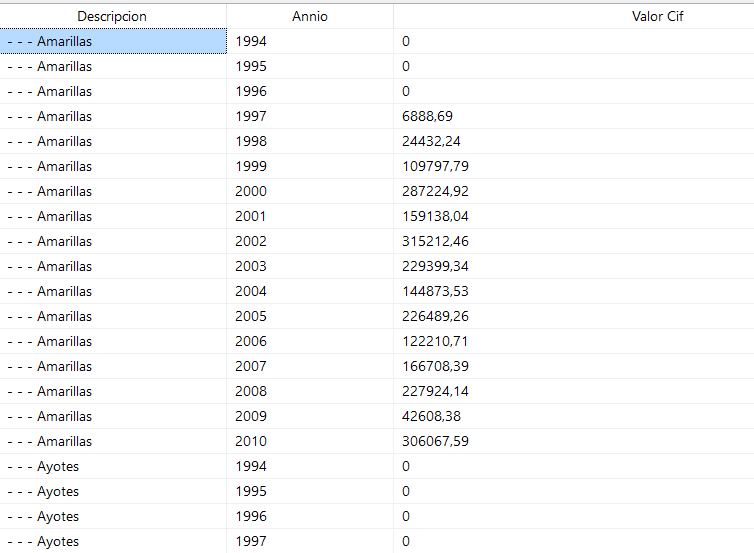 Descripcion Annio Valor Cif
- - - Amarillas 1994 0
- - - Amarillas 1995 0
- - - Amarillas 1996 0
- - - Amarillas 1997 6888,69
- - - Amarillas 1998 24432,24
- - - Amarillas 1999 109797,79
- - - Amarillas 2000 287224,92
- - - Amarillas 2001 159138,04
- - - Amarillas 2002 315212,46
- - - Amarillas 2003 229399,34
- - - Amarillas 2004 144873,53
- - - Amarillas 2005 226489,26
- - - Amarillas 2006 122210,71
- - - Amarillas 2007 166708,39
- - - Amarillas 2008 227924,14
- - - Amarillas 2009 42608,38
- - - Amarillas 2010 306067,59
- - - Ayotes 1994 0
- - - Ayotes 1995 0
- - - Ayotes 1996 0
- - - Ayotes 1997 0